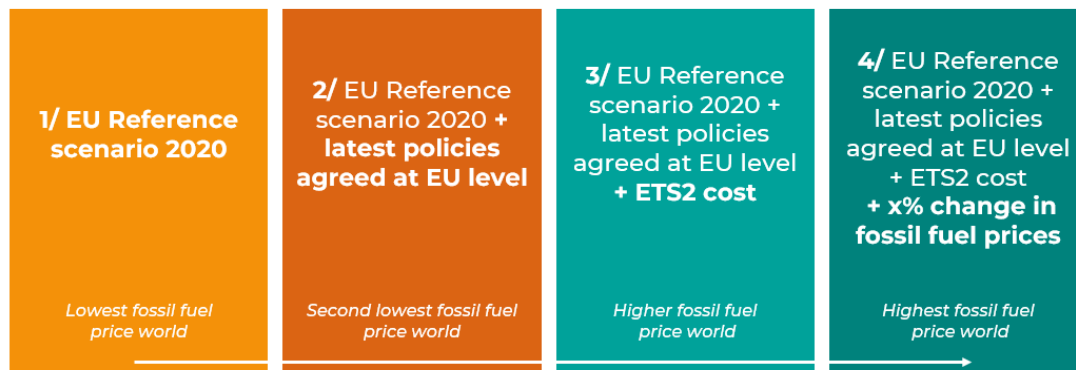 1/ EU Reference
scenario 2020
Lowest fossil fuel
price world
2/ EU Reference
scenario 2020 +
latest policies
agreed at EU level
Second lowest fossil fuel
price world
3/ EU Reference
scenario 2020 +
latest policies
agreed at EU level
+ ETS2 cost
Higher fossil fuel
price world
4/ EU Reference
scenario 2020 +
latest policies
agreed at EU level
+ ETS2 cost
+ x% change in
fossil fuel prices
Highest fossil fuel
price world